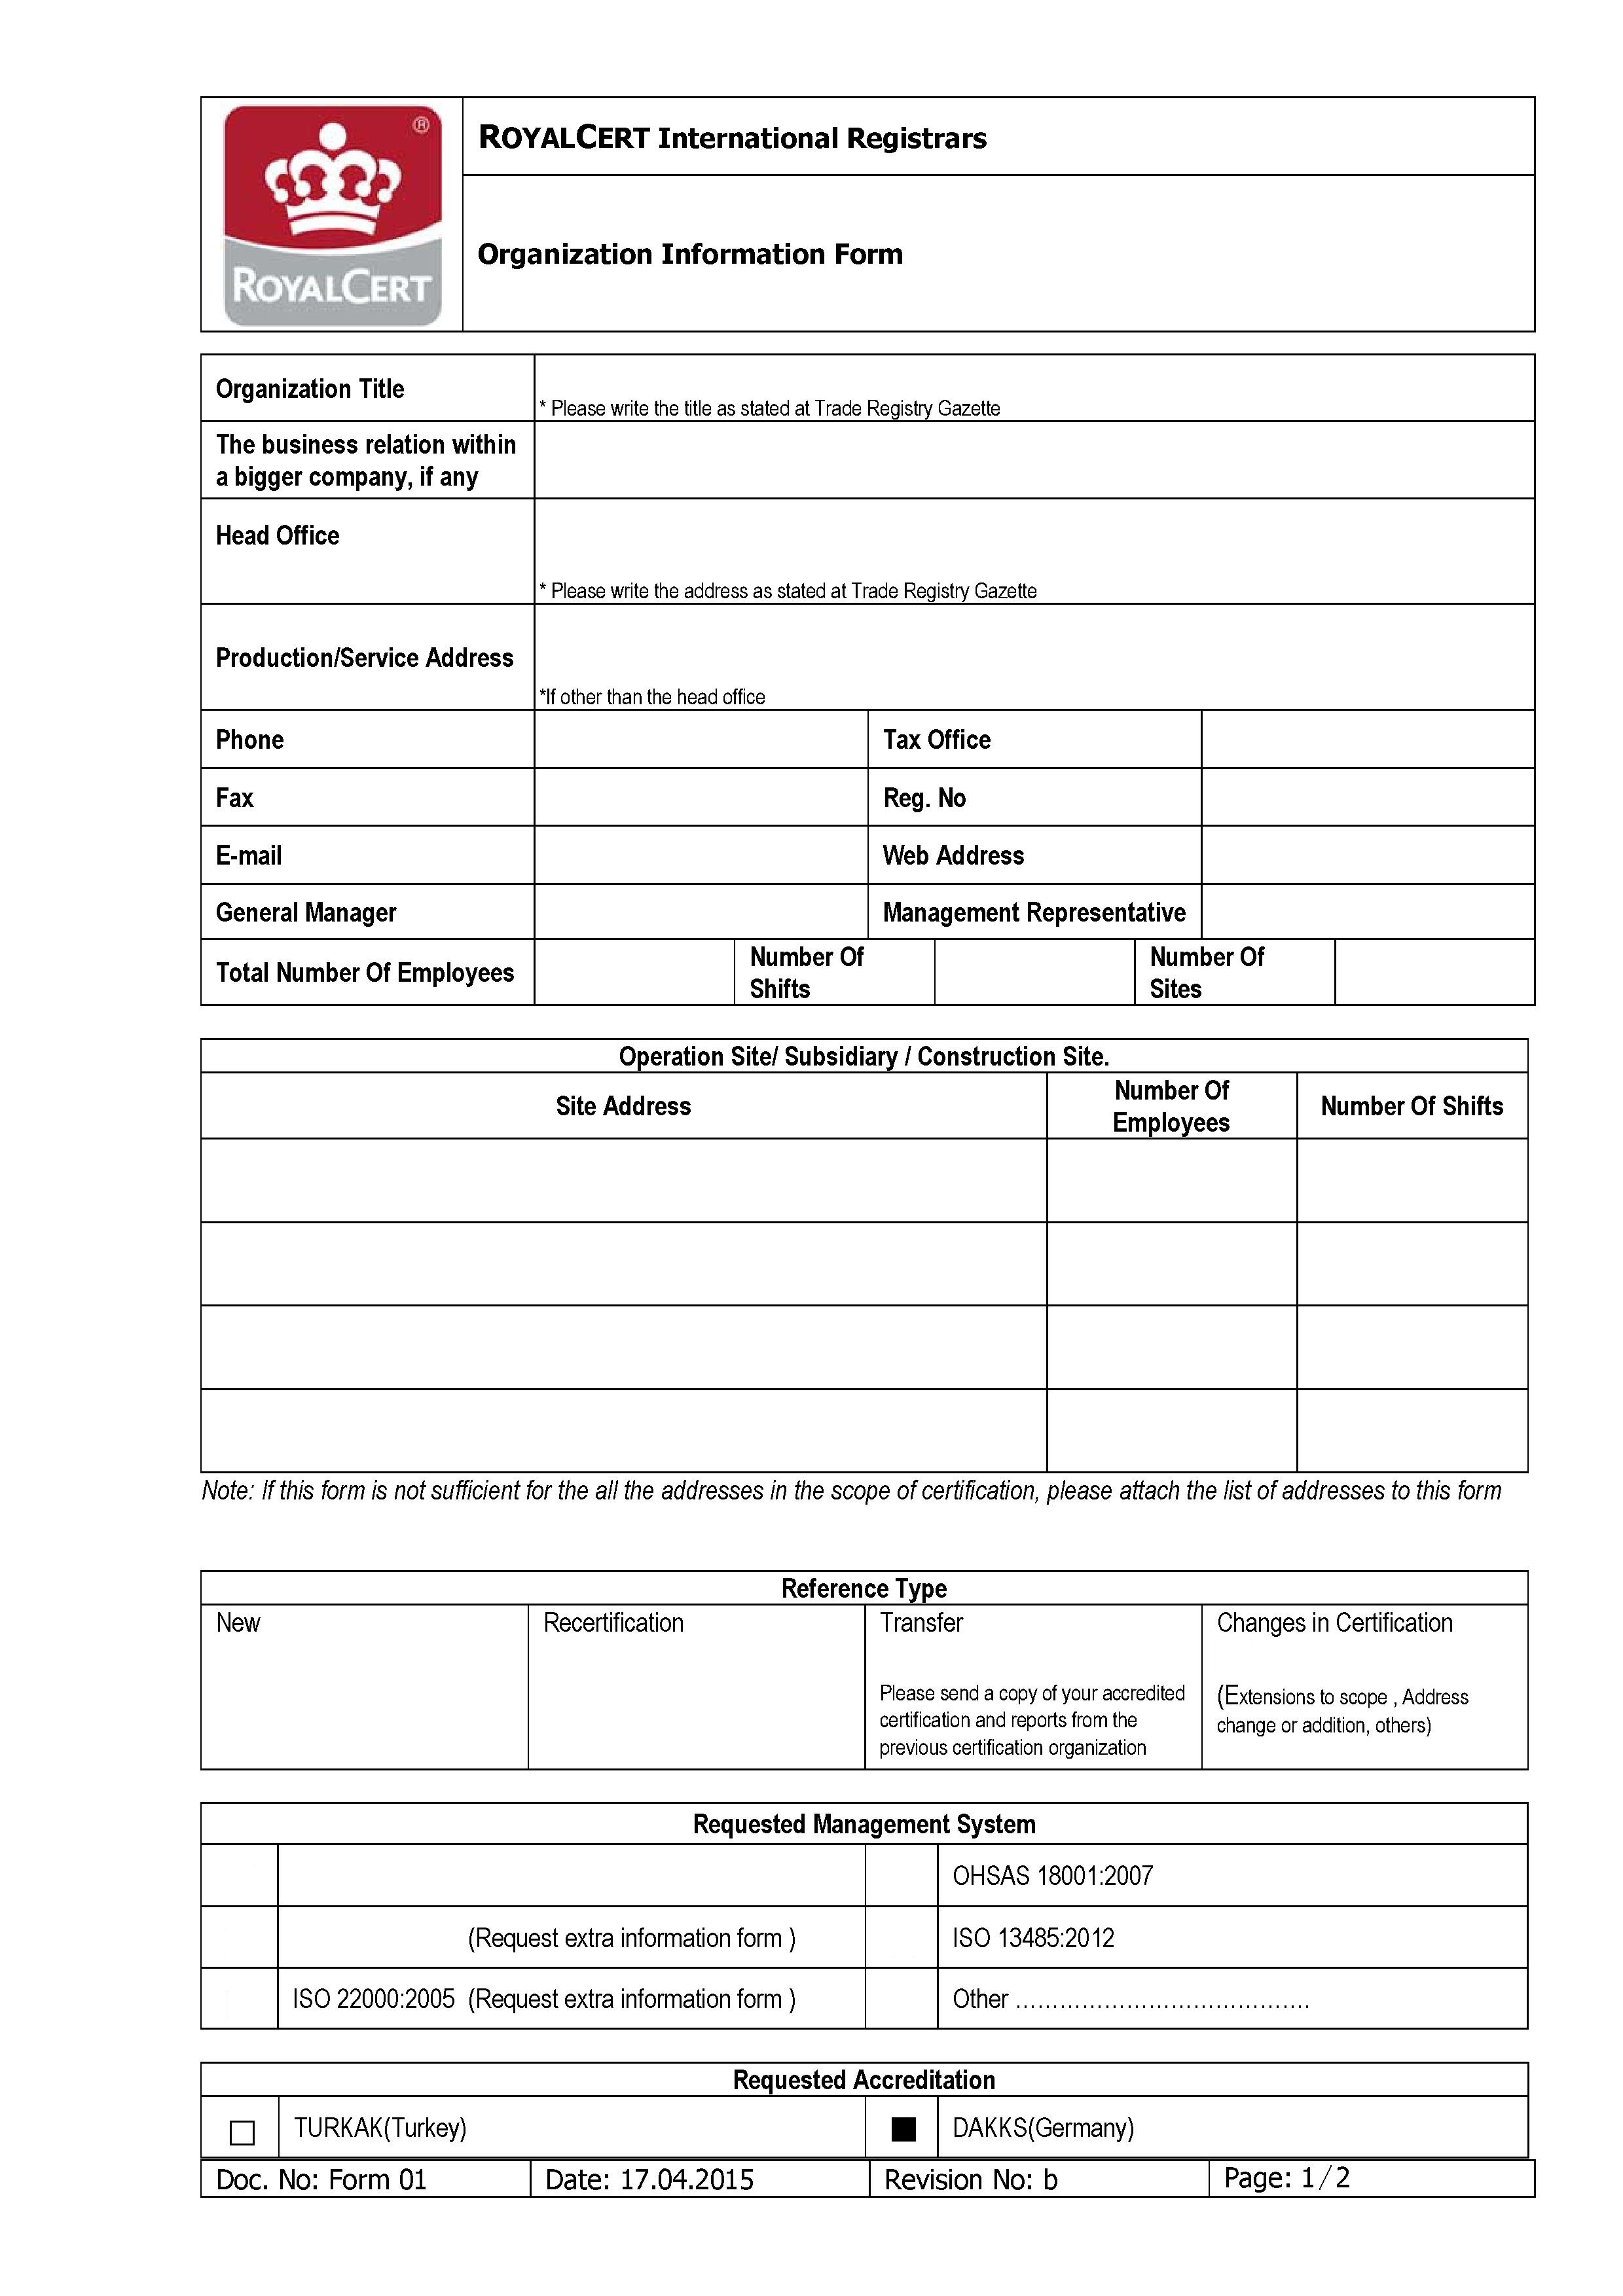 ®
ROYALCERT
ROYALCERT International Registrars
Organization Information Form
Organization Title
* Please write the title as stated at Trade Registry Gazette
The business relation within
a bigger company, if any
Head Office
* Please write the address as stated at Trade Registry Gazette
Production/Service Address
*If other than the head office
Phone Tax Office
Fax Reg. No
E-mail Web Address
General Manager Management Representative
Total Number Of Employees
Number Of
Shifts
Number Of
Sites
Operation Site/ Subsidiary / Construction Site.
Site Address
Number Of
Employees
Number Of Shifts
Note: If this form is not sufficient for the all the addresses in the scope of certification, please attach the list of addresses to this form
Reference Type
New
Recertification
Transfer
Please send a copy of your accredited
certification and reports from the
previous certification organization
Changes in Certification
(Extensions to scope , Address
change or addition, others)
Requested Management System
OHSAS 18001:2007
(Request extra information form ) ISO 13485:2012
ISO 22000:2005 (Request extra information form ) Other ........................................
Requested Accreditation
TURKAK(Turkey) DAKKS(Germany)
Doc. No: Form 01 Date: 17.04.2015 Revision No: b Page: 1/2